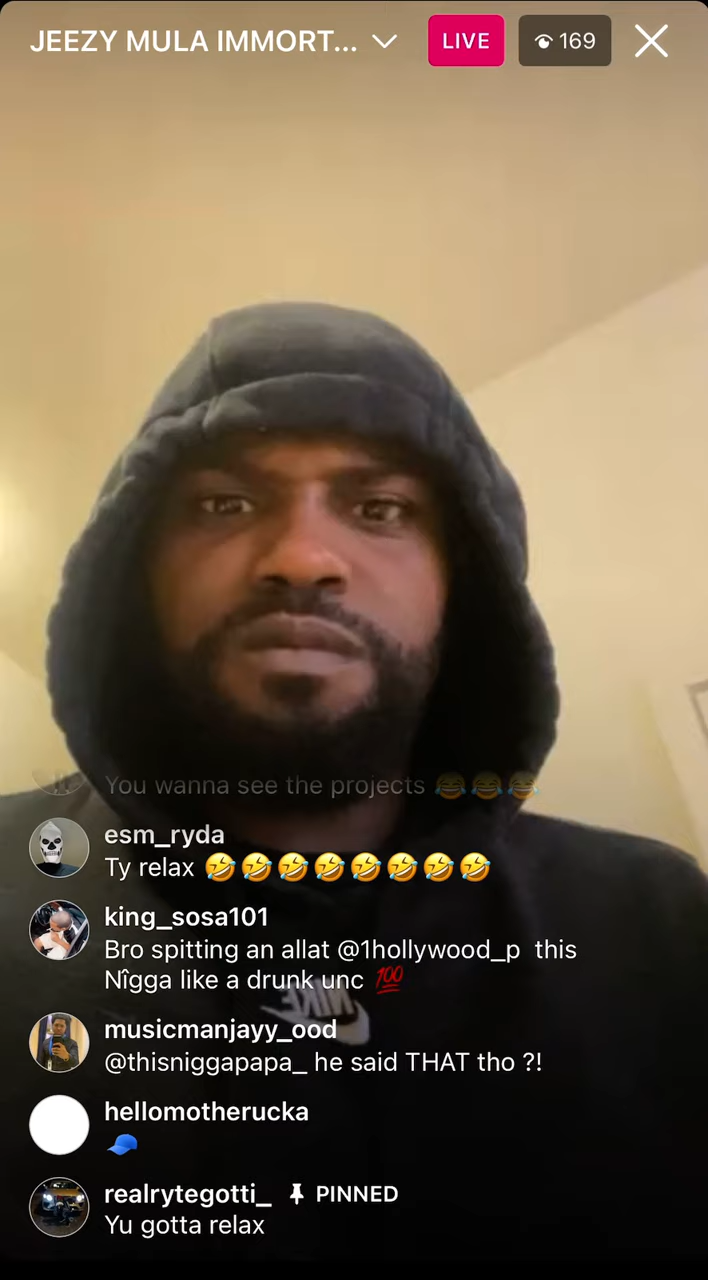 JEEZY MULA IMMORT...
LIVE
169
You wanna see the projects 😂😂😂
esm_ryda
Ty relax 🤣🤣🤣🤣🤣🤣🤣🤣
king_sosa101
Bro spitting an allat @1hollywood_p this
Nîgga like a drunk unc 💯
NIKE
musicmanjayy_ood
@thisniggapapa_ he said THAT tho ?!
hellomotherucka
🧢
realrytegotti_ 📌 PINNED
Yu gotta relax